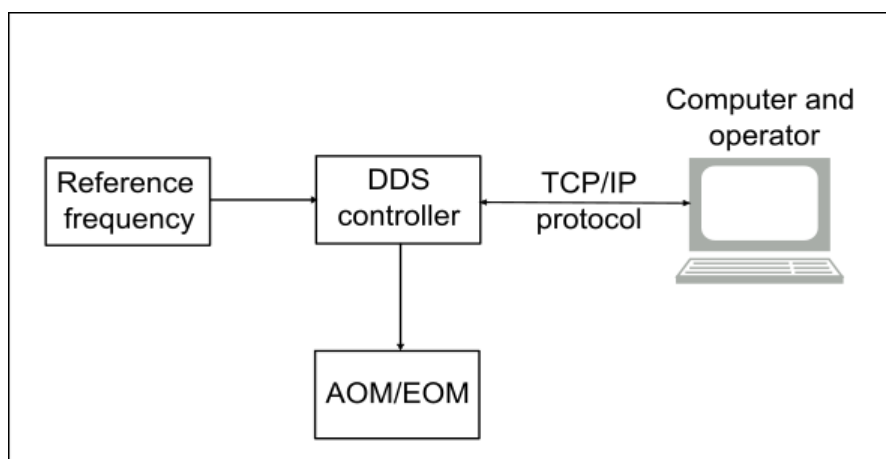 Computer and
operator
Reference
frequency
DDS
controller
TCP/IP
protocol
AOM/EOM